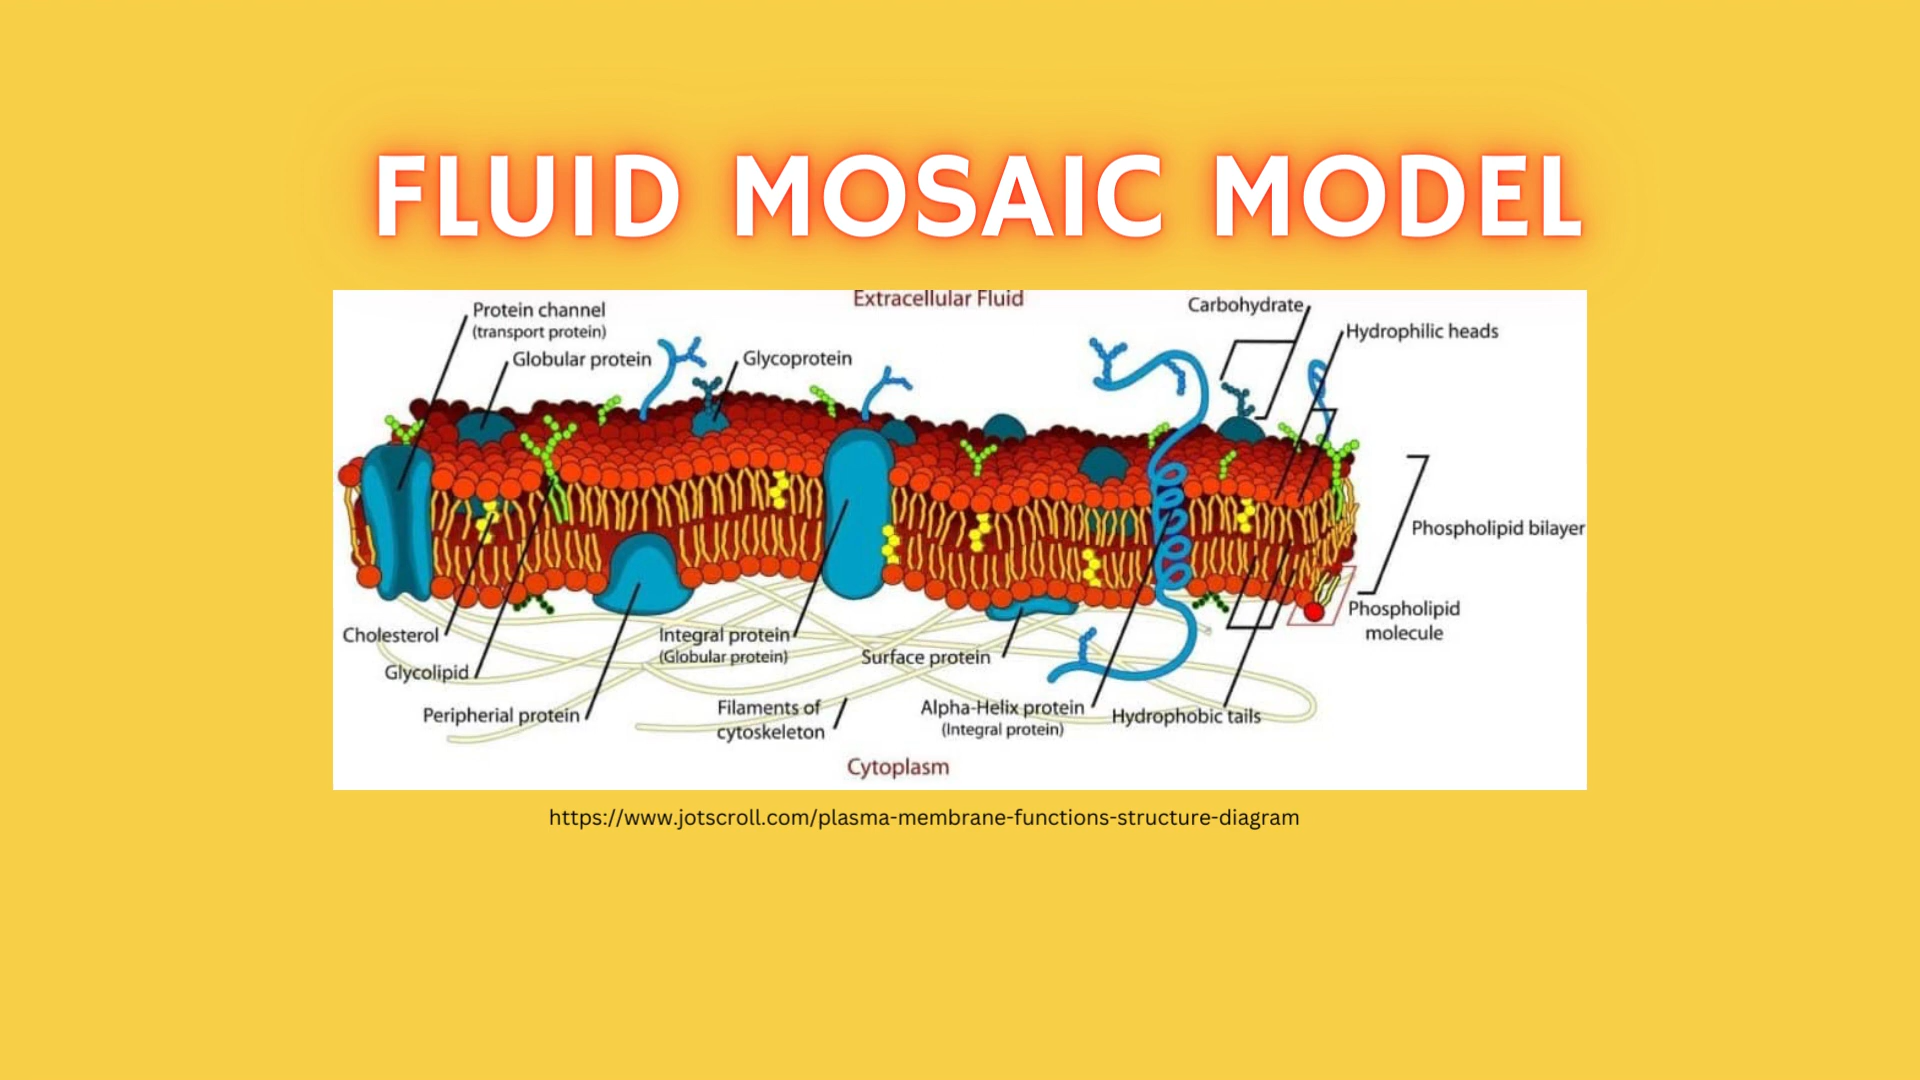 FLUID MOSAIC MODEL
Extracellular Fluid
Protein channel
(transport protein)
Globular protein
Glycoprotein
Carbohydrate
Hydrophilic heads
Phospholipid bilayer
Phospholipid
molecule
Cholesterol
Glycolipid
Peripherial protein
Integral protein
(Globular protein)
Surface protein
Filaments of
cytoskeleton
Alpha-Helix protein
(Integral protein)
Hydrophobic tails
Cytoplasm
https://www.jotscroll.com/plasma-membrane-functions-structure-diagram